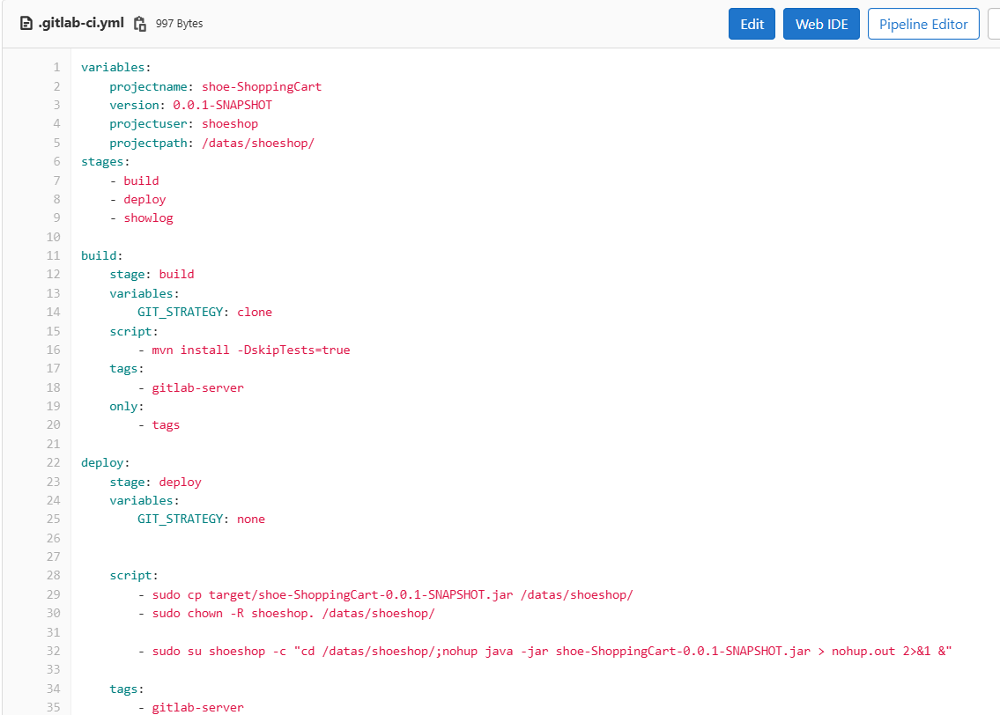 .gitlab-ci.yml 997 Bytes Edit Web IDE Pipeline Editor
1 variables:
2     projectname: shoe-ShoppingCart
3     version: 0.0.1-SNAPSHOT
4     projectuser: shoeshop
5     projectpath: /datas/shoeshop/
6 stages:
7     - build
8     - deploy
9     - showlog
10
11 build:
12     stage: build
13     variables:
14         GIT_STRATEGY: clone
15     script:
16         - mvn install -DskipTests=true
17     tags:
18         - gitlab-server
19     only:
20         - tags
21
22 deploy:
23     stage: deploy
24     variables:
25         GIT_STRATEGY: none
26
27
28     script:
29         - sudo cp target/shoe-ShoppingCart-0.0.1-SNAPSHOT.jar /datas/shoeshop/
30         - sudo chown -R shoeshop. /datas/shoeshop/
31
32         - sudo su shoeshop -c "cd /datas/shoeshop/;nohup java -jar shoe-ShoppingCart-0.0.1-SNAPSHOT.jar > nohup.out 2>&1 &"
33
34     tags:
35         - gitlab-server